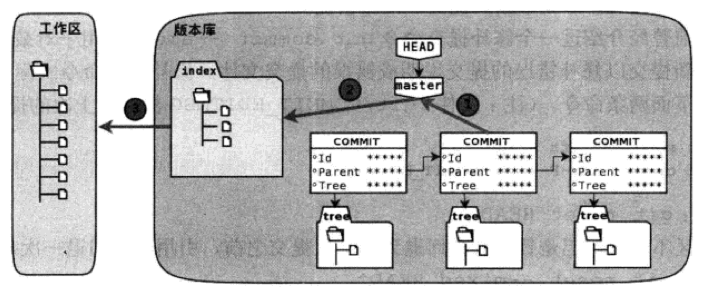 工作区
版本库
HEAD
index
master
③
②
①
COMMIT
Id *****
Parent *****
Tree *****
COMMIT
Id *****
Parent *****
Tree *****
COMMIT
Id *****
Parent *****
Tree *****
tree
tree
tree